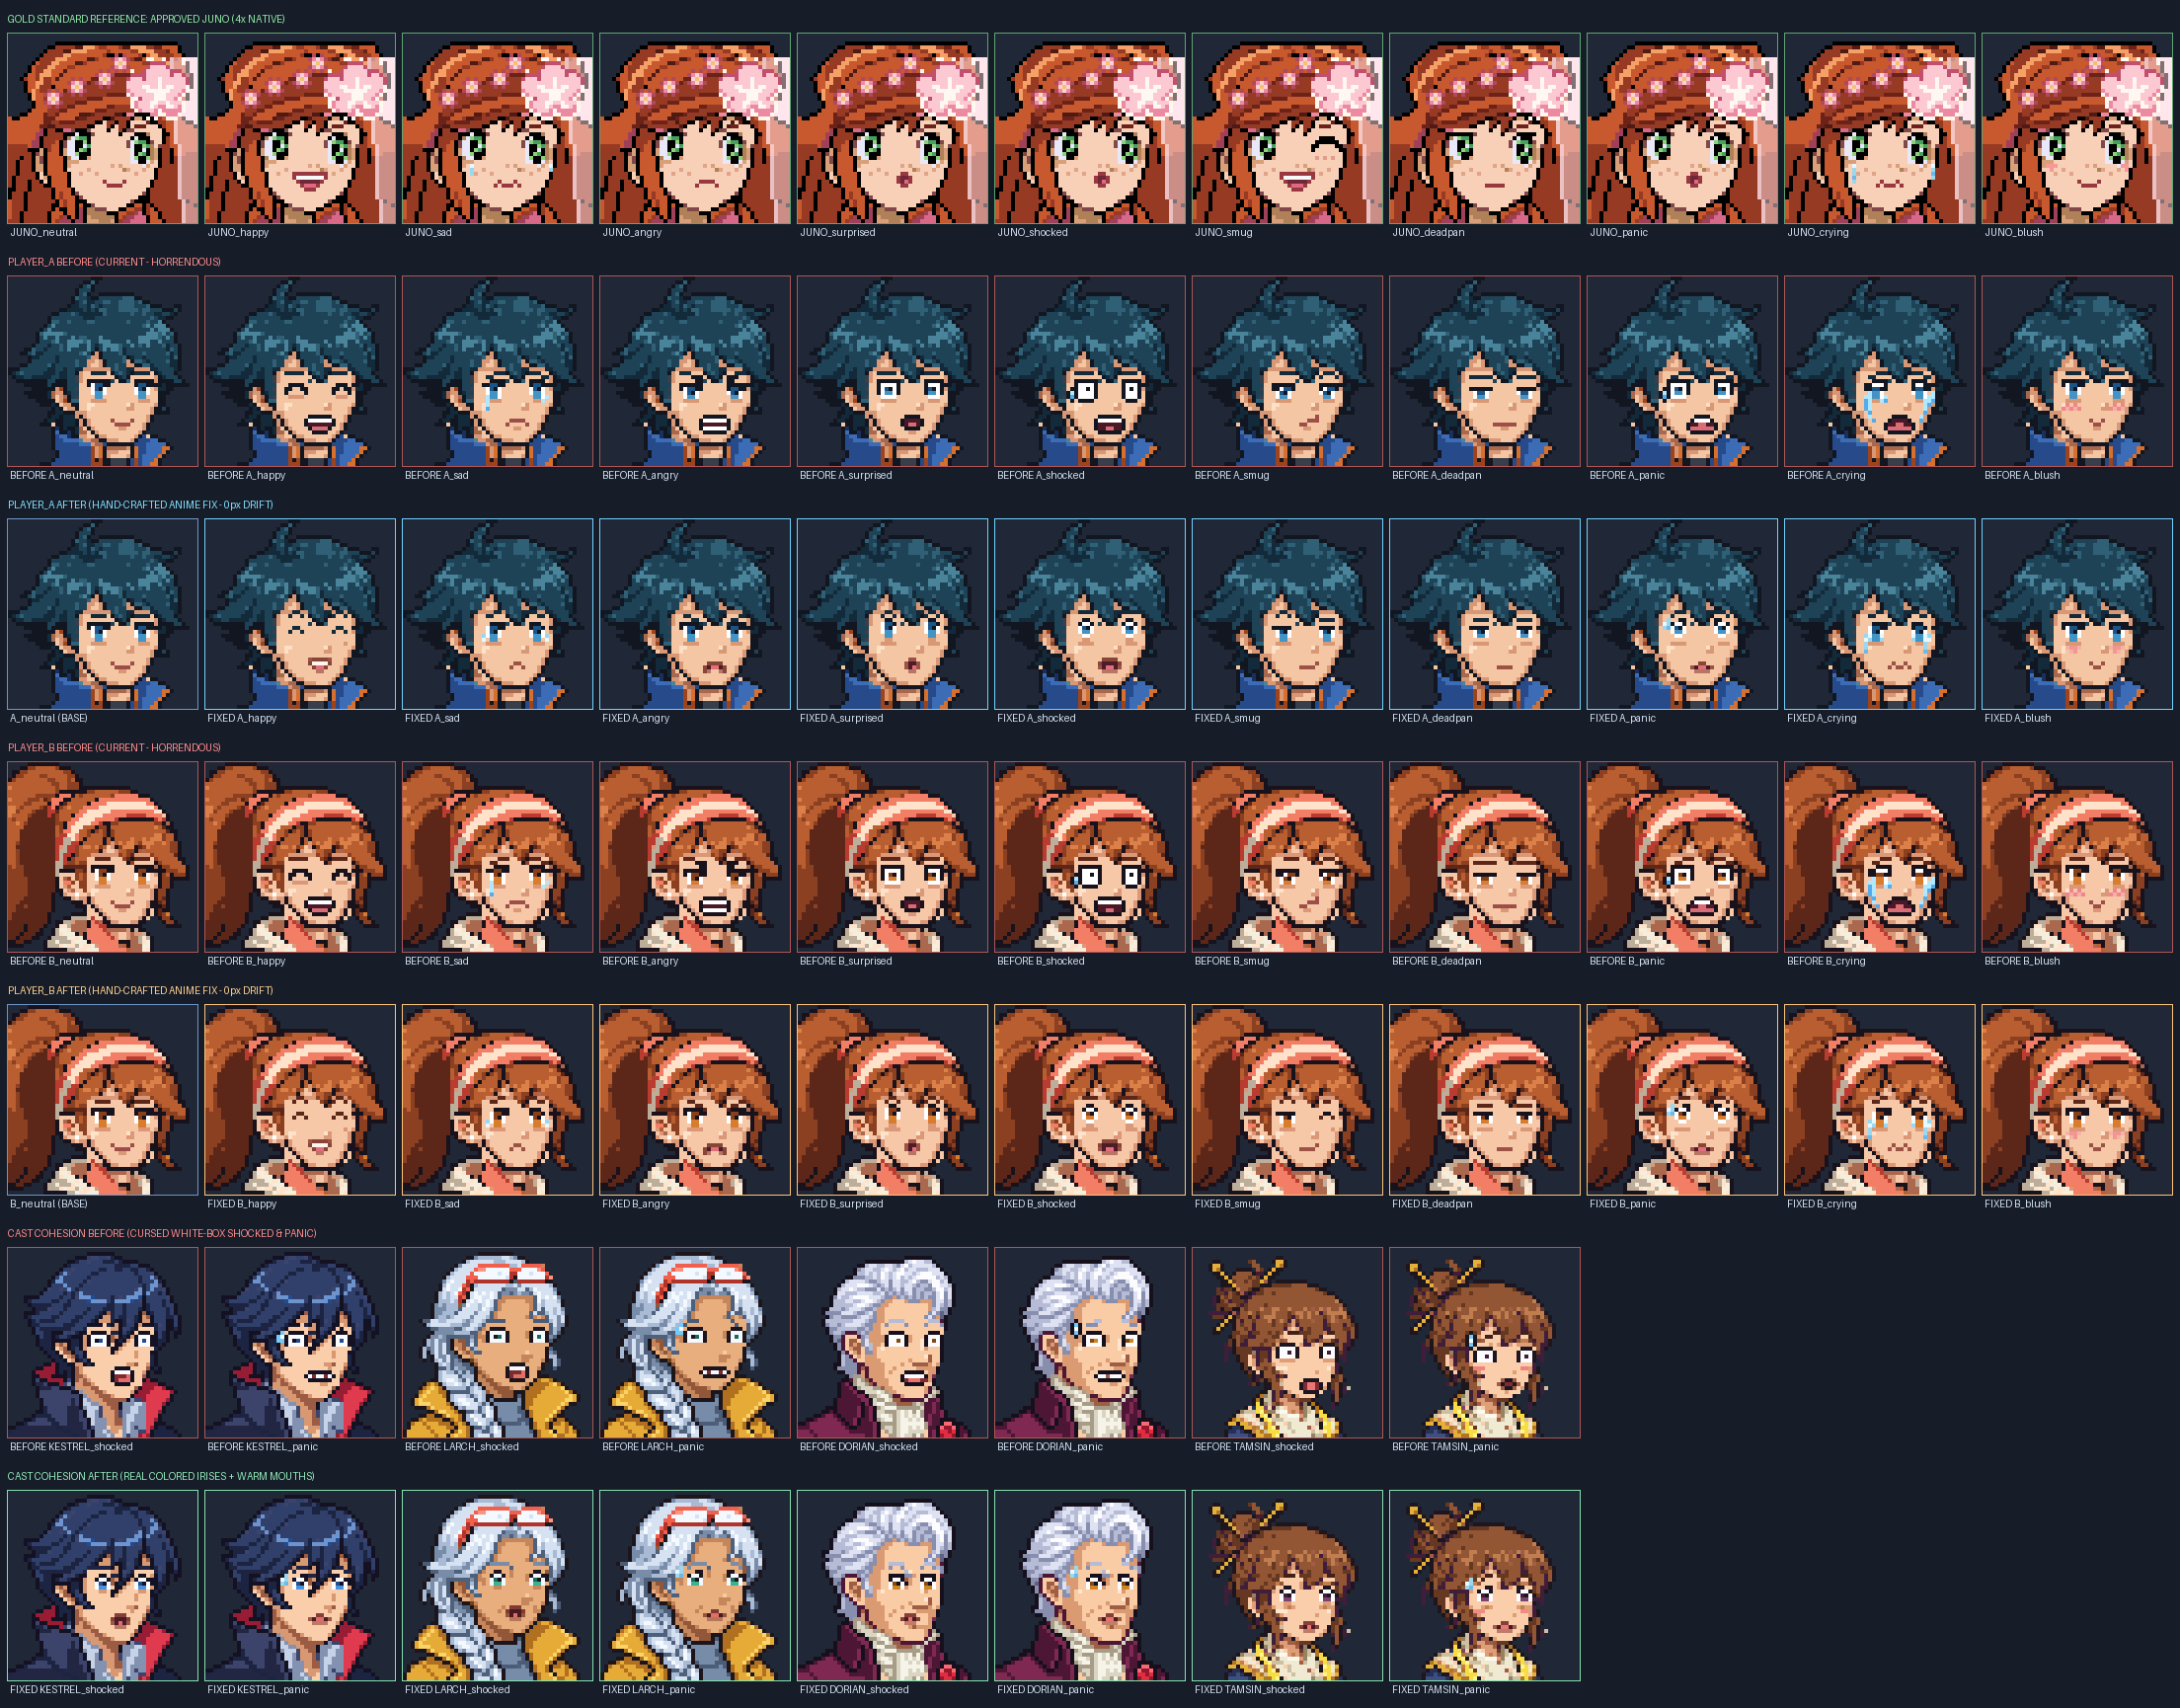 GOLD STANDARD REFERENCE: APPROVED JUNO (4x NATIVE)
JUNO_neutral JUNO_happy JUNO_sad JUNO_angry JUNO_surprised JUNO_shocked JUNO_smug JUNO_deadpan JUNO_panic JUNO_crying JUNO_blush
PLAYER_A BEFORE (CURRENT - HORRENDOUS)
BEFORE A_neutral BEFORE A_happy BEFORE A_sad BEFORE A_angry BEFORE A_surprised BEFORE A_shocked BEFORE A_smug BEFORE A_deadpan BEFORE A_panic BEFORE A_crying BEFORE A_blush
PLAYER_A AFTER (HAND-CRAFTED ANIME FIX - 0px DRIFT)
A_neutral (BASE) FIXED A_happy FIXED A_sad FIXED A_angry FIXED A_surprised FIXED A_shocked FIXED A_smug FIXED A_deadpan FIXED A_panic FIXED A_crying FIXED A_blush
PLAYER_B BEFORE (CURRENT - HORRENDOUS)
BEFORE B_neutral BEFORE B_happy BEFORE B_sad BEFORE B_angry BEFORE B_surprised BEFORE B_shocked BEFORE B_smug BEFORE B_deadpan BEFORE B_panic BEFORE B_crying BEFORE B_blush
PLAYER_B AFTER (HAND-CRAFTED ANIME FIX - 0px DRIFT)
B_neutral (BASE) FIXED B_happy FIXED B_sad FIXED B_angry FIXED B_surprised FIXED B_shocked FIXED B_smug FIXED B_deadpan FIXED B_panic FIXED B_crying FIXED B_blush
CAST COHESION BEFORE (CURSED WHITE-BOX SHOCKED & PANIC)
BEFORE KESTREL_shocked BEFORE KESTREL_panic BEFORE LARCH_shocked BEFORE LARCH_panic BEFORE DORIAN_shocked BEFORE DORIAN_panic BEFORE TAMSIN_shocked BEFORE TAMSIN_panic
CAST COHESION AFTER (REAL COLORED IRISES + WARM MOUTHS)
FIXED KESTREL_shocked FIXED KESTREL_panic FIXED LARCH_shocked FIXED LARCH_panic FIXED DORIAN_shocked FIXED DORIAN_panic FIXED TAMSIN_shocked FIXED TAMSIN_panic